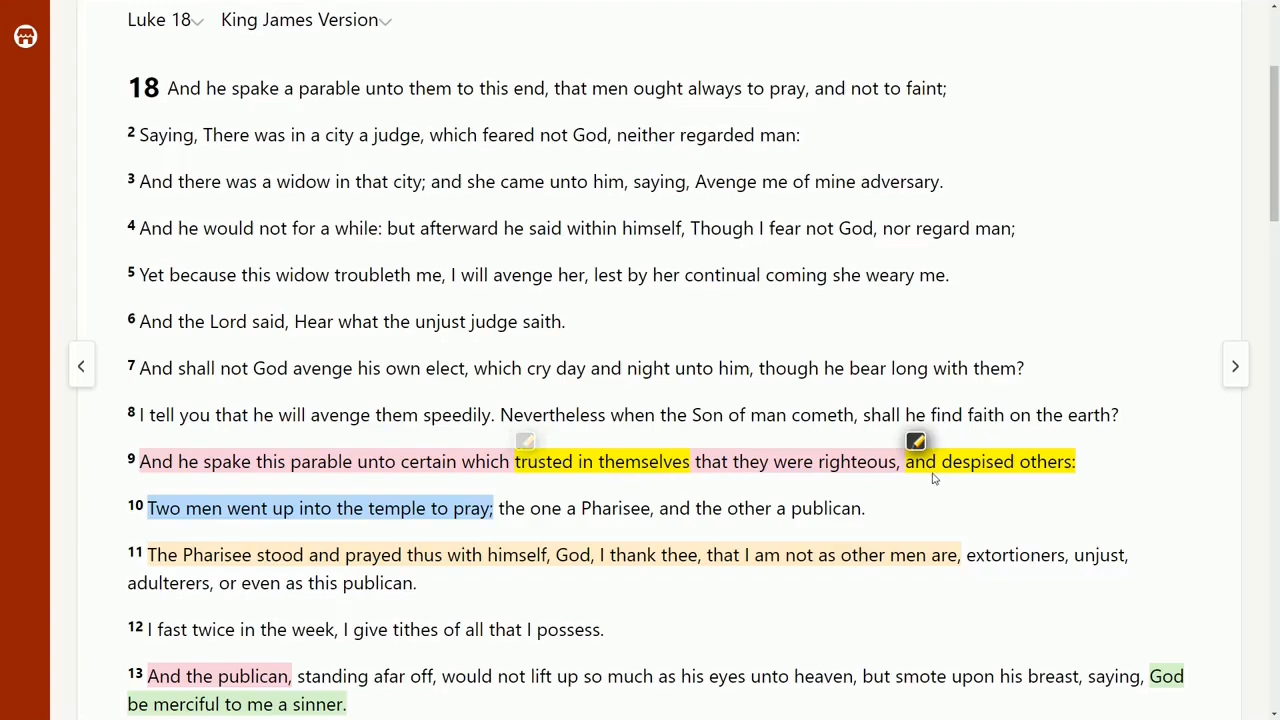 Luke 18 King James Version
18 And he spake a parable unto them to this end, that men ought always to pray, and not to faint;
2 Saying, There was in a city a judge, which feared not God, neither regarded man:
3 And there was a widow in that city; and she came unto him, saying, Avenge me of mine adversary.
4 And he would not for a while: but afterward he said within himself, Though I fear not God, nor regard man;
5 Yet because this widow troubleth me, I will avenge her, lest by her continual coming she weary me.
6 And the Lord said, Hear what the unjust judge saith.
7 And shall not God avenge his own elect, which cry day and night unto him, though he bear long with them?
8 I tell you that he will avenge them speedily. Nevertheless when the Son of man cometh, shall he find faith on the earth?
9 And he spake this parable unto certain which trusted in themselves that they were righteous, and despised others:
10 Two men went up into the temple to pray; the one a Pharisee, and the other a publican.
11 The Pharisee stood and prayed thus with himself, God, I thank thee, that I am not as other men are, extortioners, unjust,
adulterers, or even as this publican.
12 I fast twice in the week, I give tithes of all that I possess.
13 And the publican, standing afar off, would not lift up so much as his eyes unto heaven, but smote upon his breast, saying, God
be merciful to me a sinner.